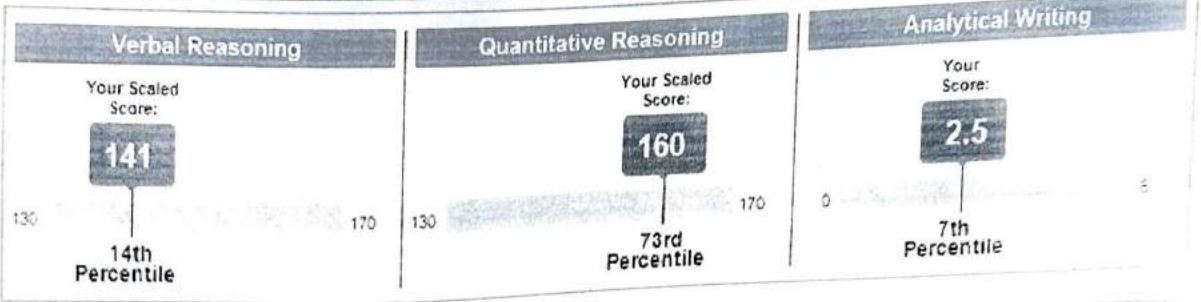 Verbal Reasoning
Your Scaled
Score:
141
130
170
14th
Percentile
Quantitative Reasoning
Your Scaled
Score:
160
130
170
73rd
Percentile
Analytical Writing
Your
Score:
2.5
0
6
7th
Percentile